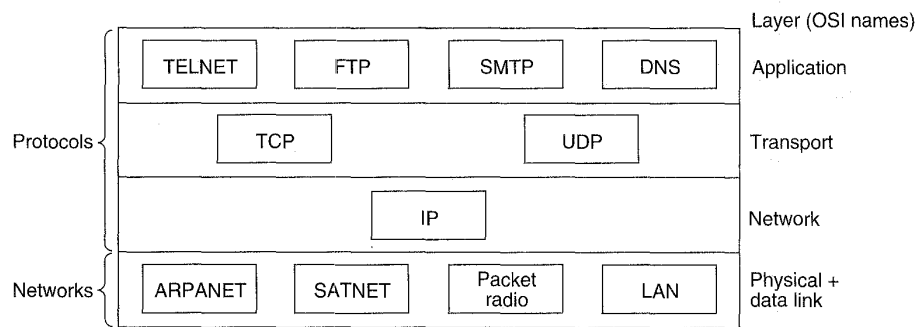 Layer (OSI names)
TELNET FTP SMTP DNS Application
Protocols
TCP UDP Transport
IP Network
Networks
ARPANET SATNET Packet radio LAN Physical + data link